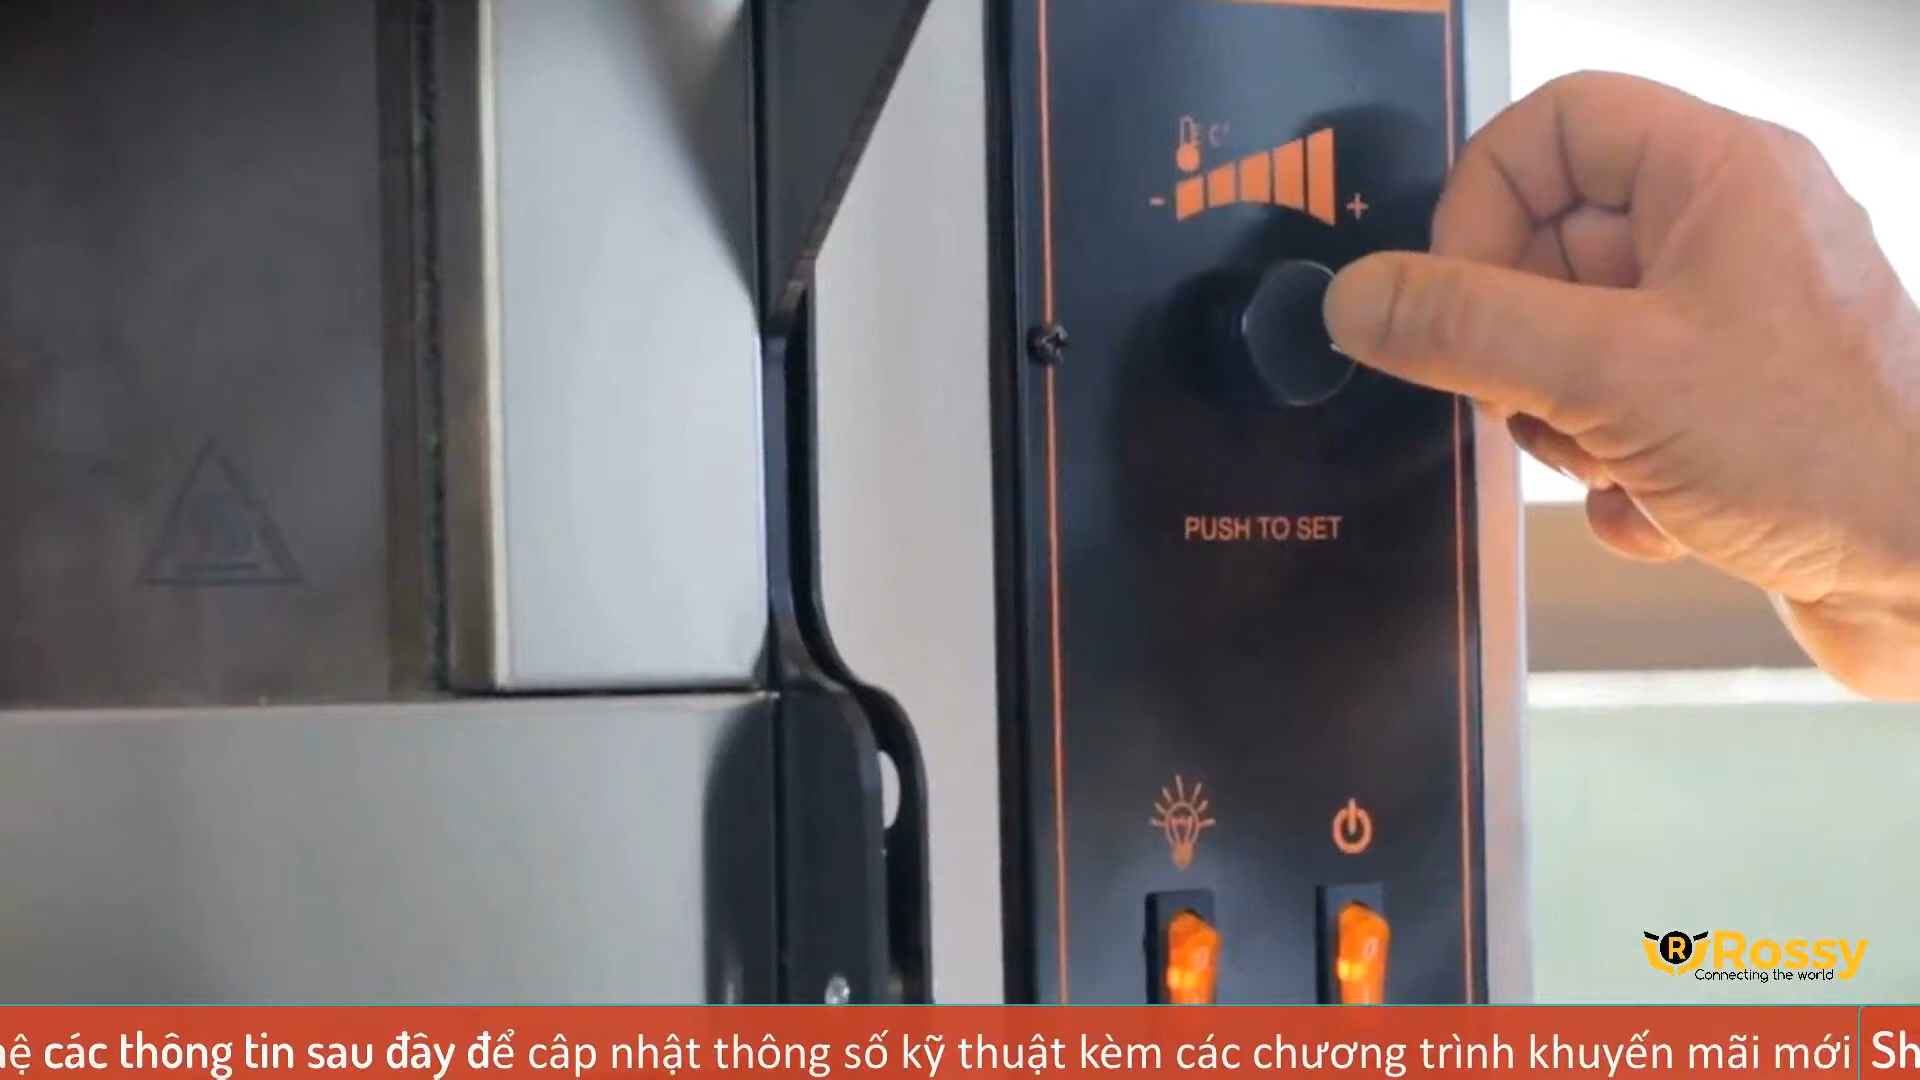 C°
- +
PUSH TO SET
R Rossy
Connecting the world
các thông tin sau đây để câp nhật thông số kỹ thuật kèm các chương trình khuyến mãi mới